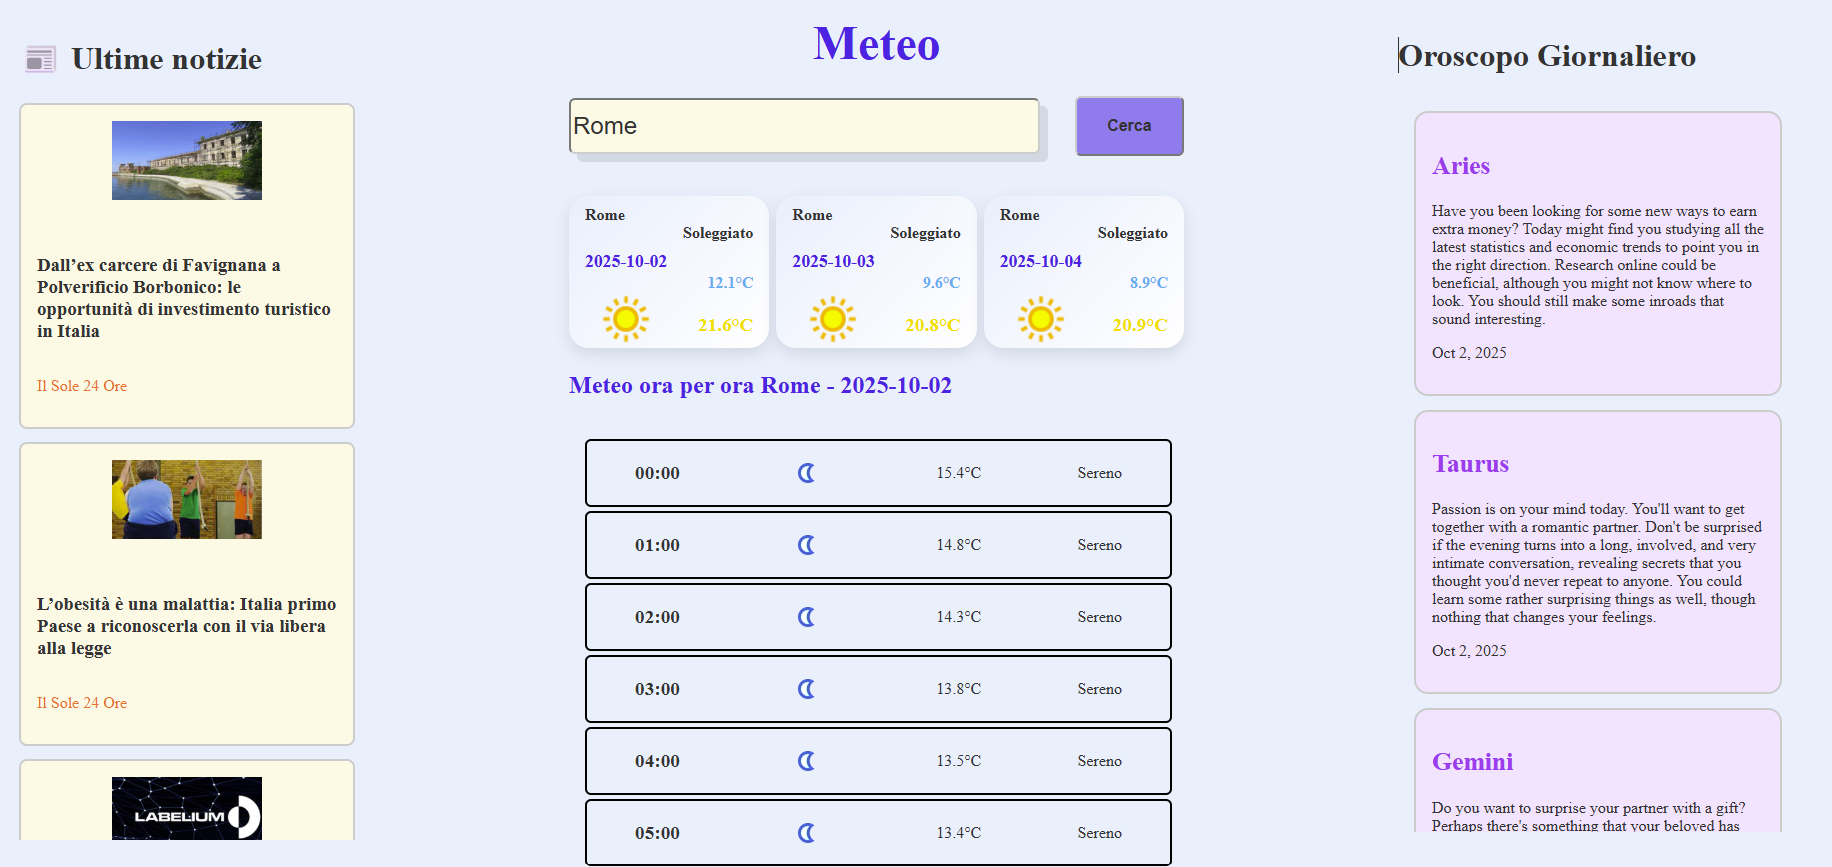 Ultime notizie
Dall’ex carcere di Favignana a
Polverificio Borbonico: le
opportunità di investimento turistico
in Italia
Il Sole 24 Ore
L’obesità è una malattia: Italia primo
Paese a riconoscerla con il via libera
alla legge
Il Sole 24 Ore
LABELIUM
Meteo
Rome
Cerca
Rome
Soleggiato
2025-10-02
12.1°C
21.6°C
Rome
Soleggiato
2025-10-03
9.6°C
20.8°C
Rome
Soleggiato
2025-10-04
8.9°C
20.9°C
Meteo ora per ora Rome - 2025-10-02
00:00 15.4°C Sereno
01:00 14.8°C Sereno
02:00 14.3°C Sereno
03:00 13.8°C Sereno
04:00 13.5°C Sereno
05:00 13.4°C Sereno
Oroscopo Giornaliero
Aries
Have you been looking for some new ways to earn
extra money? Today might find you studying all the
latest statistics and economic trends to point you in
the right direction. Research online could be
beneficial, although you might not know where to
look. You should still make some inroads that
sound interesting.
Oct 2, 2025
Taurus
Passion is on your mind today. You'll want to get
together with a romantic partner. Don't be surprised
if the evening turns into a long, involved, and very
intimate conversation, revealing secrets that you
thought you'd never repeat to anyone. You could
learn some rather surprising things as well, though
nothing that changes your feelings.
Oct 2, 2025
Gemini
Do you want to surprise your partner with a gift?
Perhaps there's something that your beloved has